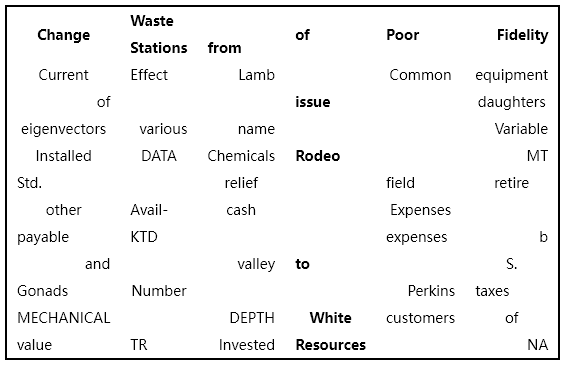 Change Waste Stations from of Poor Fidelity
Current Effect Lamb Common equipment
of issue daughters
eigenvectors various name Variable
Installed DATA Chemicals Rodeo MT
Std. relief field retire
other Avail- cash Expenses
payable KTD expenses b
and valley to S.
Gonads Number Perkins taxes
MECHANICAL DEPTH White customers of
value TR Invested Resources NA